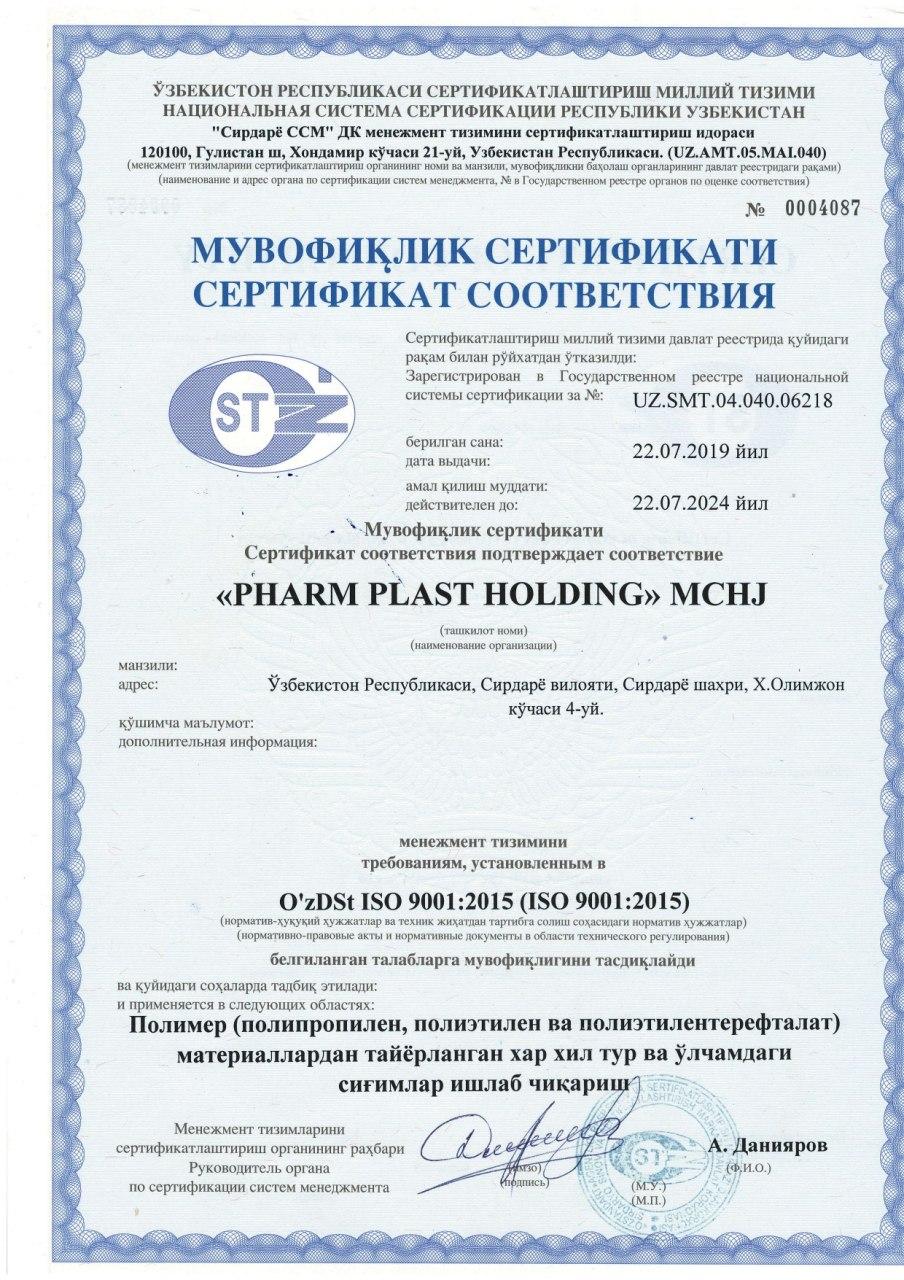 ЎЗБЕКИСТОН РЕСПУБЛИКАСИ СЕРТИФИКАТЛАШТИРИШ МИЛЛИЙ ТИЗИМИ
НАЦИОНАЛЬНАЯ СИСТЕМА СЕРТИФИКАЦИИ РЕСПУБЛИКИ УЗБЕКИСТАН
"Сирдарё ССМ" ДК менежмент тизимини сертификатлаштириш идораси
120100, Гулистан ш, Хондамир кўчаси 21-уй, Узбекистан Республикаси. (UZ.AMT.05.MAI.040)
(менежмент тизимларини сертификатлаштириш органининг номи ва манзили, мувофиқликни баҳолаш органларининг давлат реестридаги рақами)
(наименование и адрес органа по сертификации систем менеджмента, № в Государственном реестре органов по оценке соответствия)
№ 0004087
МУВОФИҚЛИК СЕРТИФИКАТИ
СЕРТИФИКАТ СООТВЕТСТВИЯ
Сертификатлаштириш миллий тизими давлат реестрида қуйидаги
рақам билан рўйхатдан ўтказилди:
Зарегистрирован в Государственном реестре национальной
системы сертификации за №: UZ.SMT.04.040.06218
ST
берилган сана:
дата выдачи: 22.07.2019 йил
амал қилиш муддати:
действителен до: 22.07.2024 йил
Мувофиқлик сертификати
Сертификат соответствия подтверждает соответствие
«PHARM PLAST HOLDING» MCHJ
(ташкилот номи)
(наименование организации)
манзили:
адрес: Ўзбекистон Республикаси, Сирдарё вилояти, Сирдарё шахри, Х.Олимжон
кўчаси 4-уй.
қўшимча маълумот:
дополнительная информация:
менежмент тизимини
требованиям, установленным в
O'zDSt ISO 9001:2015 (ISO 9001:2015)
(норматив-ҳуқуқий ҳужжатлар ва техник жиҳатдан тартибга солиш соҳасидаги норматив ҳужжатлар)
(нормативно-правовые акты и нормативные документы в области технического регулирования)
белгиланган талабларга мувофиқлигини тасдиқлайди
ва қуйидаги соҳаларда тадбиқ этилади:
и применяется в следующих областях:
Полимер (полипропилен, полиэтилен ва полиэтилентерефталат)
материаллардан тайёрланган хар хил тур ва ўлчамдаги
сиғимлар ишлаб чиқариш
Менежмент тизимларини
сертификатлаштириш органининг раҳбари
Руководитель органа
по сертификации систем менеджмента
(имзо)
(подпись)
(М.У.)
(М.П.)
ST
А. Данияров
(Ф.И.О.)